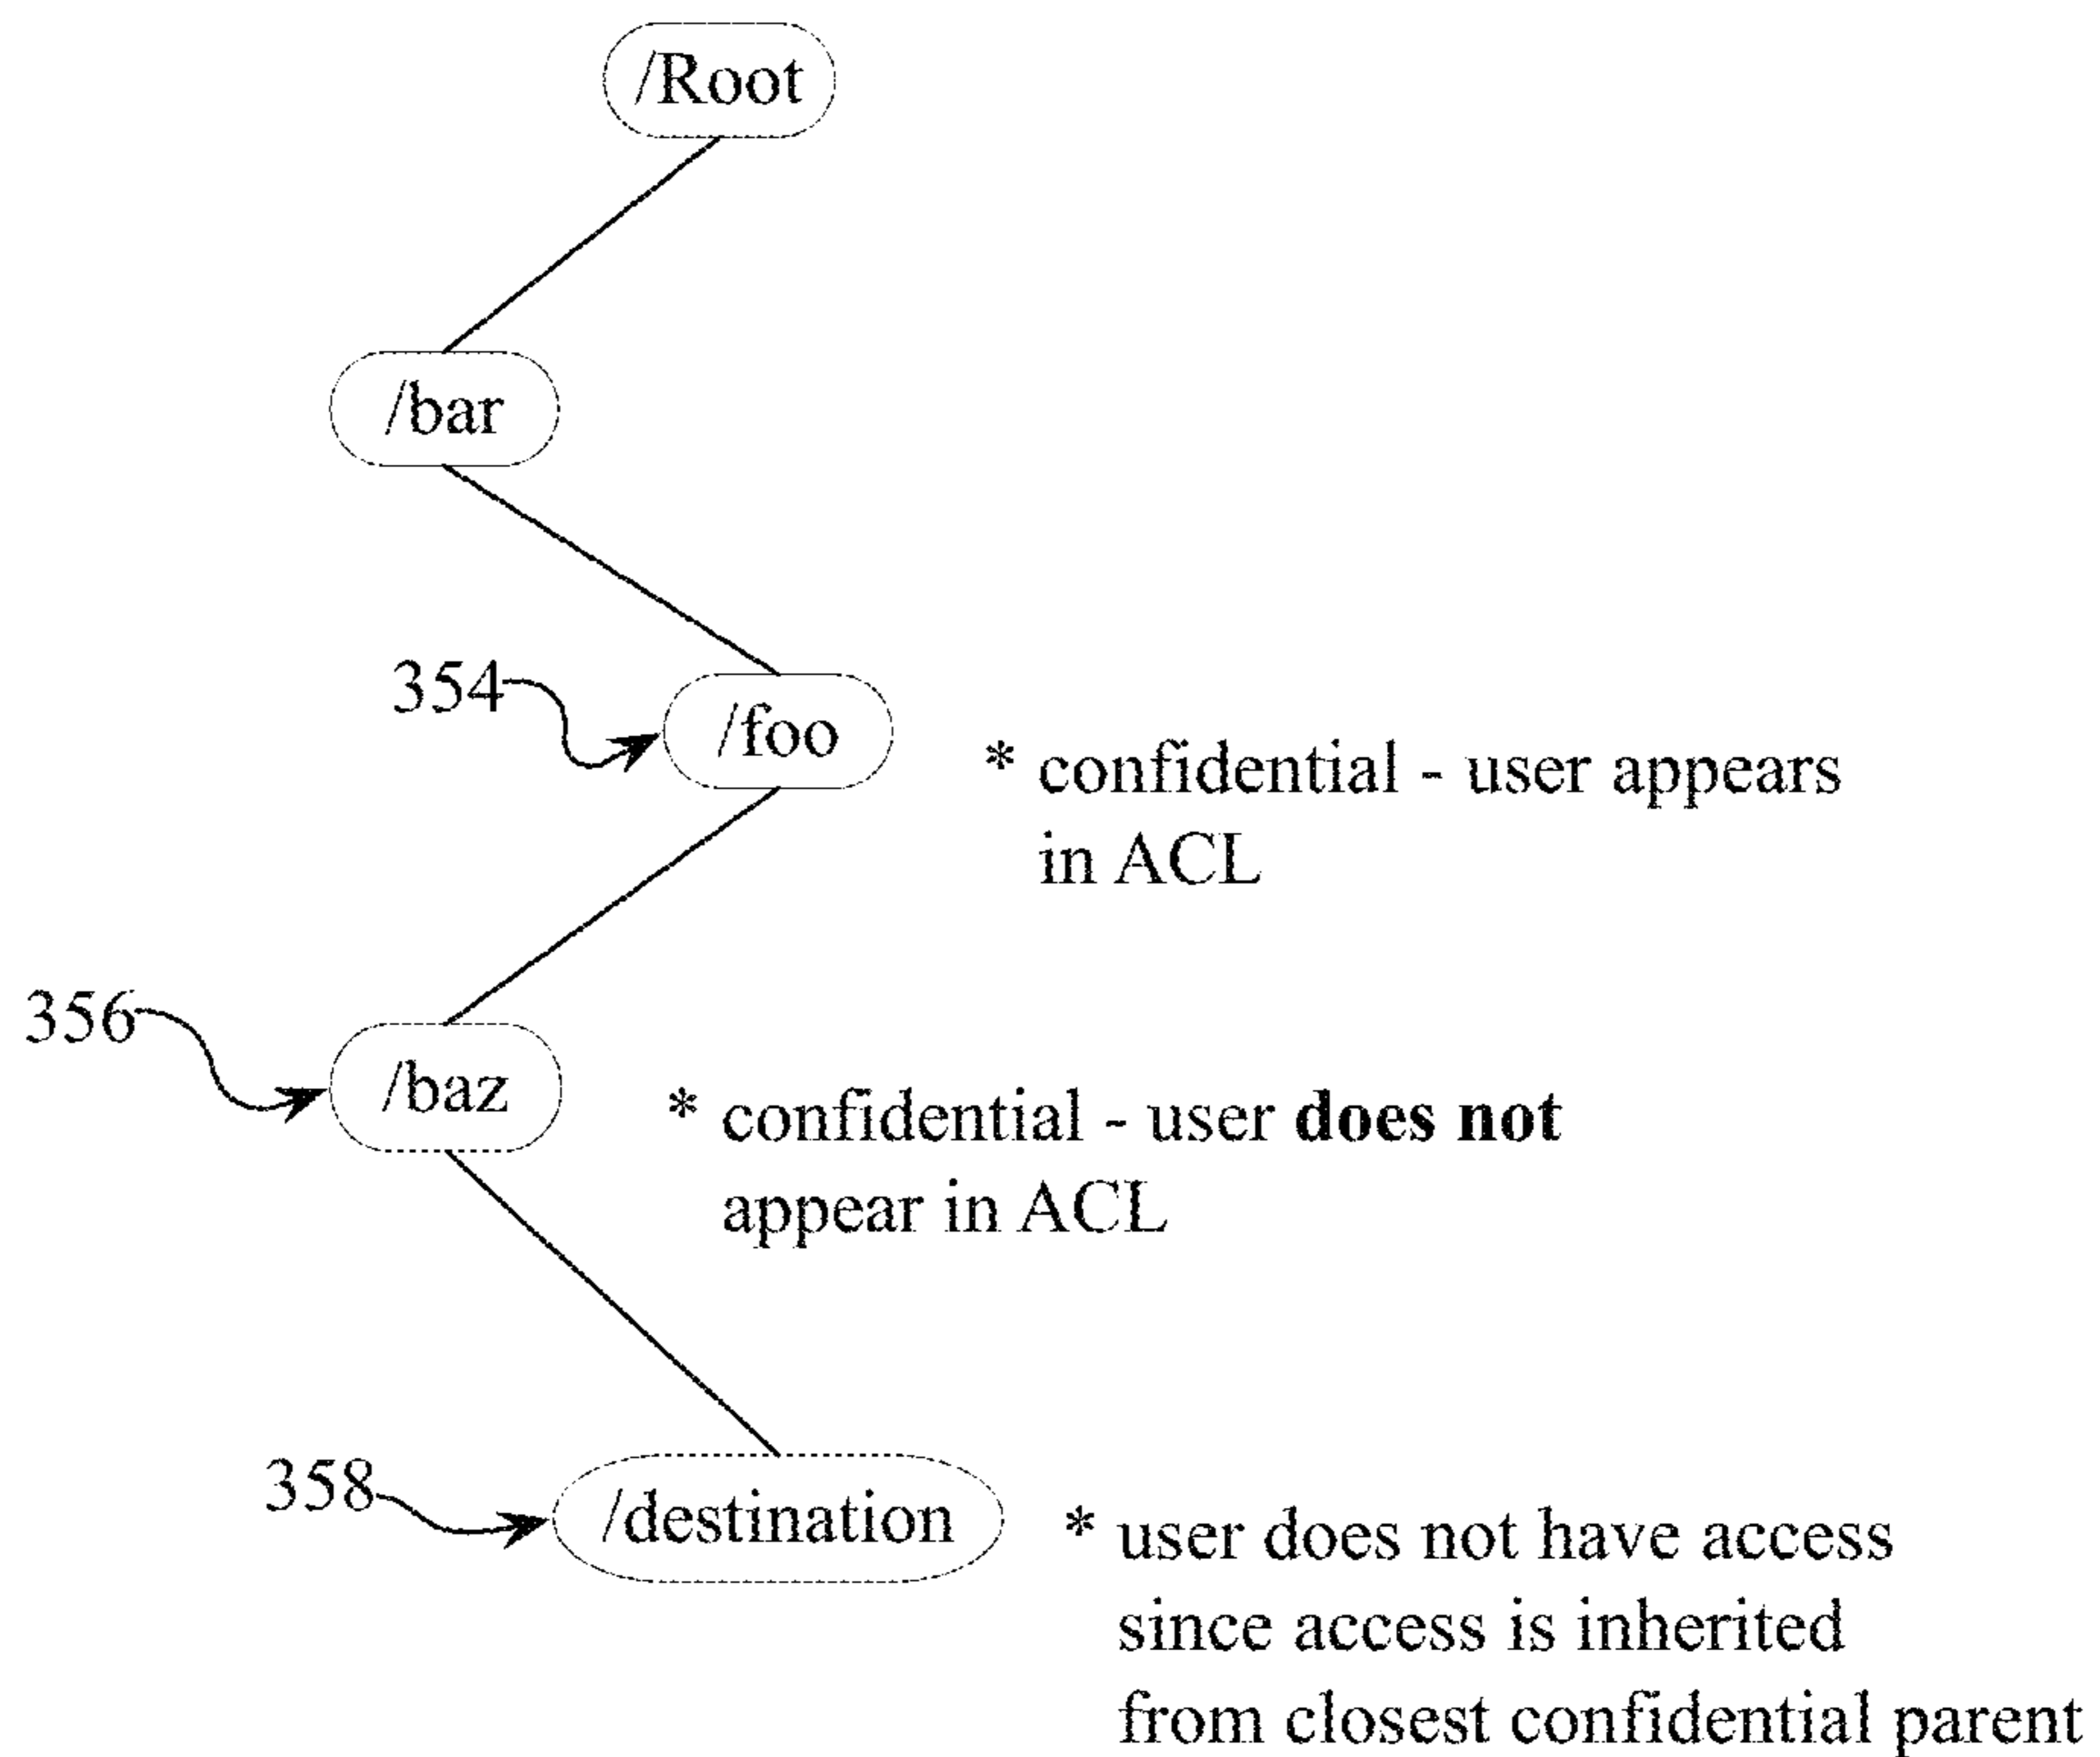 /Root
/bar
354
/foo
* confidential - user appears
in ACL
356
/baz
* confidential - user does not
appear in ACL
358
/destination
* user does not have access
since access is inherited
from closest confidential parent